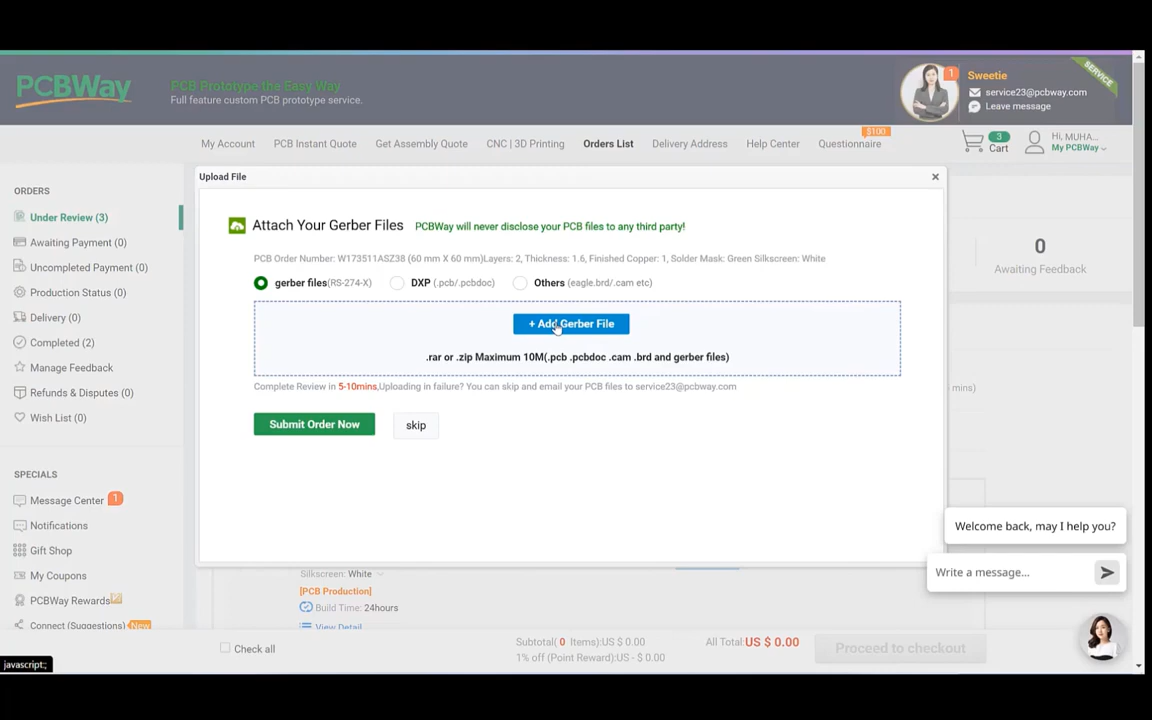 PCBWay
PCB Prototype the Easy Way
Full feature custom PCB prototype service.
1
Sweetie
service23@pcbway.com
Leave message
SERVICE
My Account
PCB Instant Quote
Get Assembly Quote
CNC | 3D Printing
Orders List
Delivery Address
Help Center
Questionnaire
$100
3
Cart
Hi, MUHA...
My PCBWay
ORDERS
Under Review (3)
Awaiting Payment (0)
Uncompleted Payment (0)
Production Status (0)
Delivery (0)
Completed (2)
Manage Feedback
Refunds & Disputes (0)
Wish List (0)
SPECIALS
Message Center 1
Notifications
Gift Shop
My Coupons
PCBWay Rewards
Connect (Suggestions) New
javascript:;
Upload File
Attach Your Gerber Files PCBWay will never disclose your PCB files to any third party!
PCB Order Number: W173511ASZ38 (60 mm X 60 mm)Layers: 2, Thickness: 1.6, Finished Copper: 1, Solder Mask: Green Silkscreen: White
gerber files(RS-274-X) DXP (.pcb/.pcbdoc) Others (eagle.brd/.cam etc)
+ Add Gerber File
.rar or .zip Maximum 10M(.pcb .pcbdoc .cam .brd and gerber files)
Complete Review in 5-10mins,Uploading in failure? You can skip and email your PCB files to service23@pcbway.com
Submit Order Now
skip
0
Awaiting Feedback
mins)
Silkscreen: White
[PCB Production]
Build Time: 24hours
View Detail
Welcome back, may I help you?
Write a message...
Check all
Subtotal( 0 Items):US $ 0.00
1% off (Point Reward):US - $ 0.00
All Total:US $ 0.00
Proceed to checkout